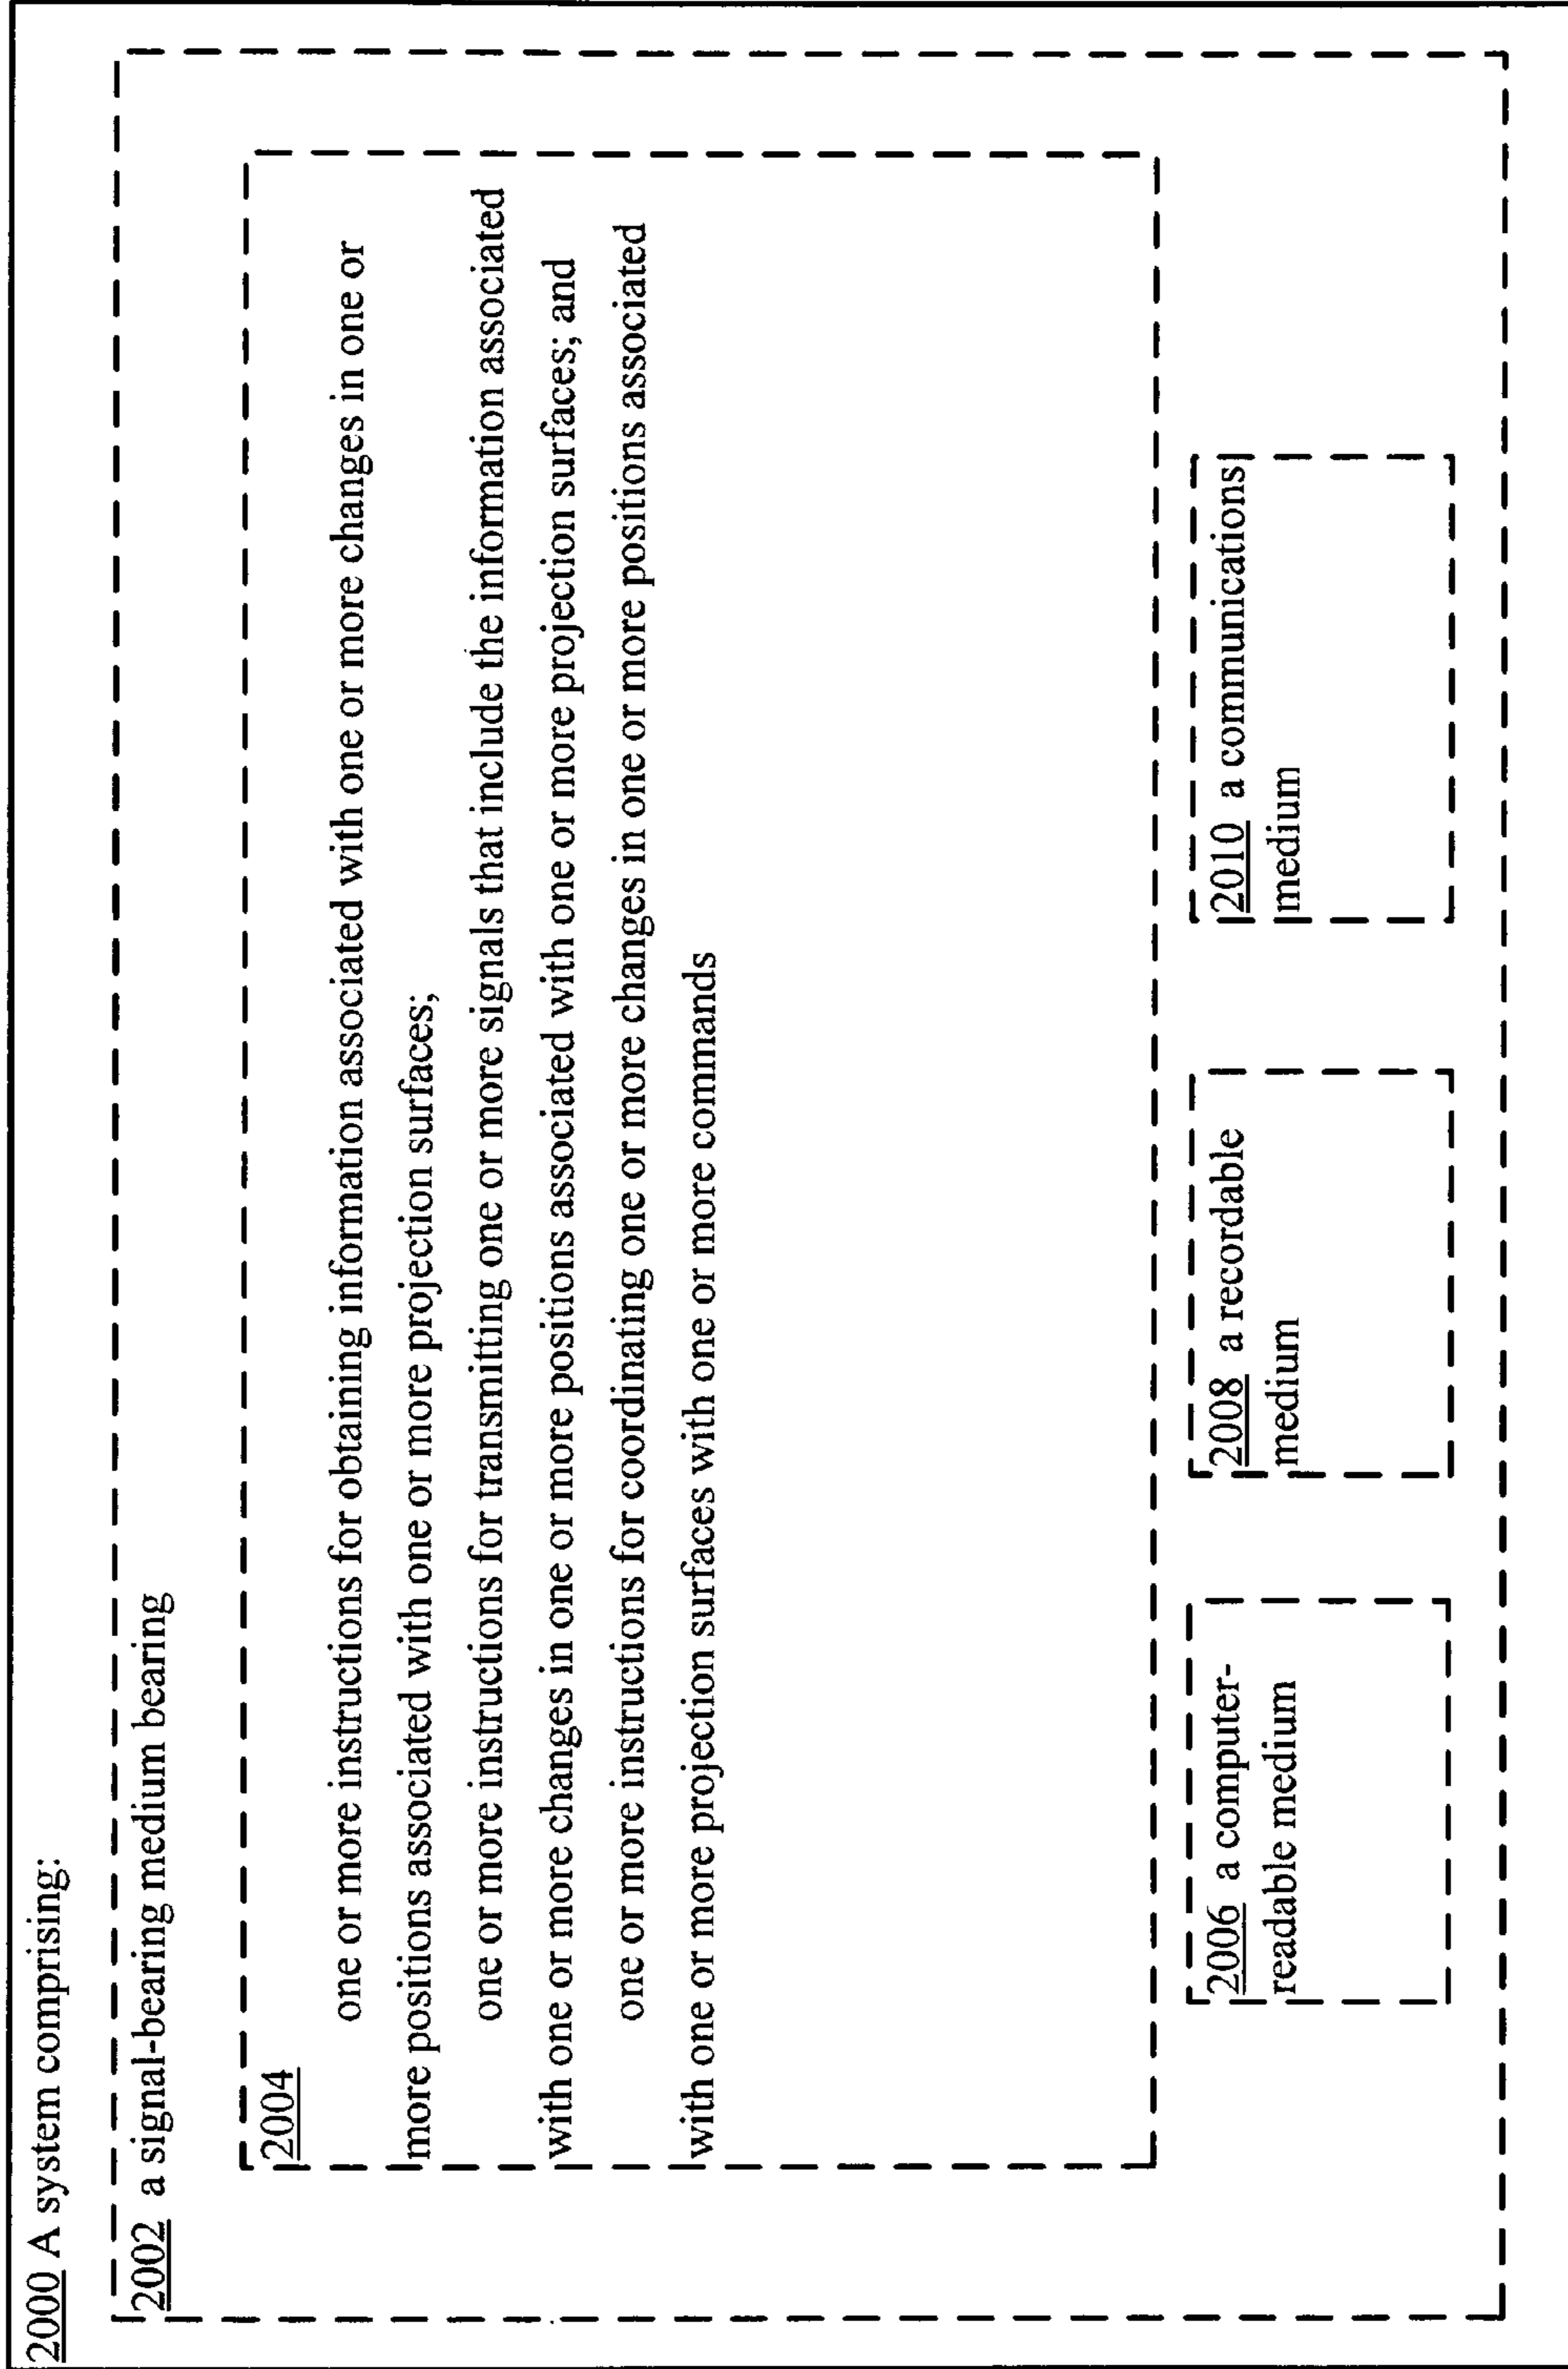 2000 A system comprising:
2002 a signal-bearing medium bearing
2004
one or more instructions for obtaining information associated with one or more changes in one or
more positions associated with one or more projection surfaces;
one or more instructions for transmitting one or more signals that include the information associated
with one or more changes in one or more positions associated with one or more projection surfaces; and
one or more instructions for coordinating one or more changes in one or more positions associated
with one or more projection surfaces with one or more commands
2006 a computer-
readable medium
2008 a recordable
medium
2010 a communications
medium